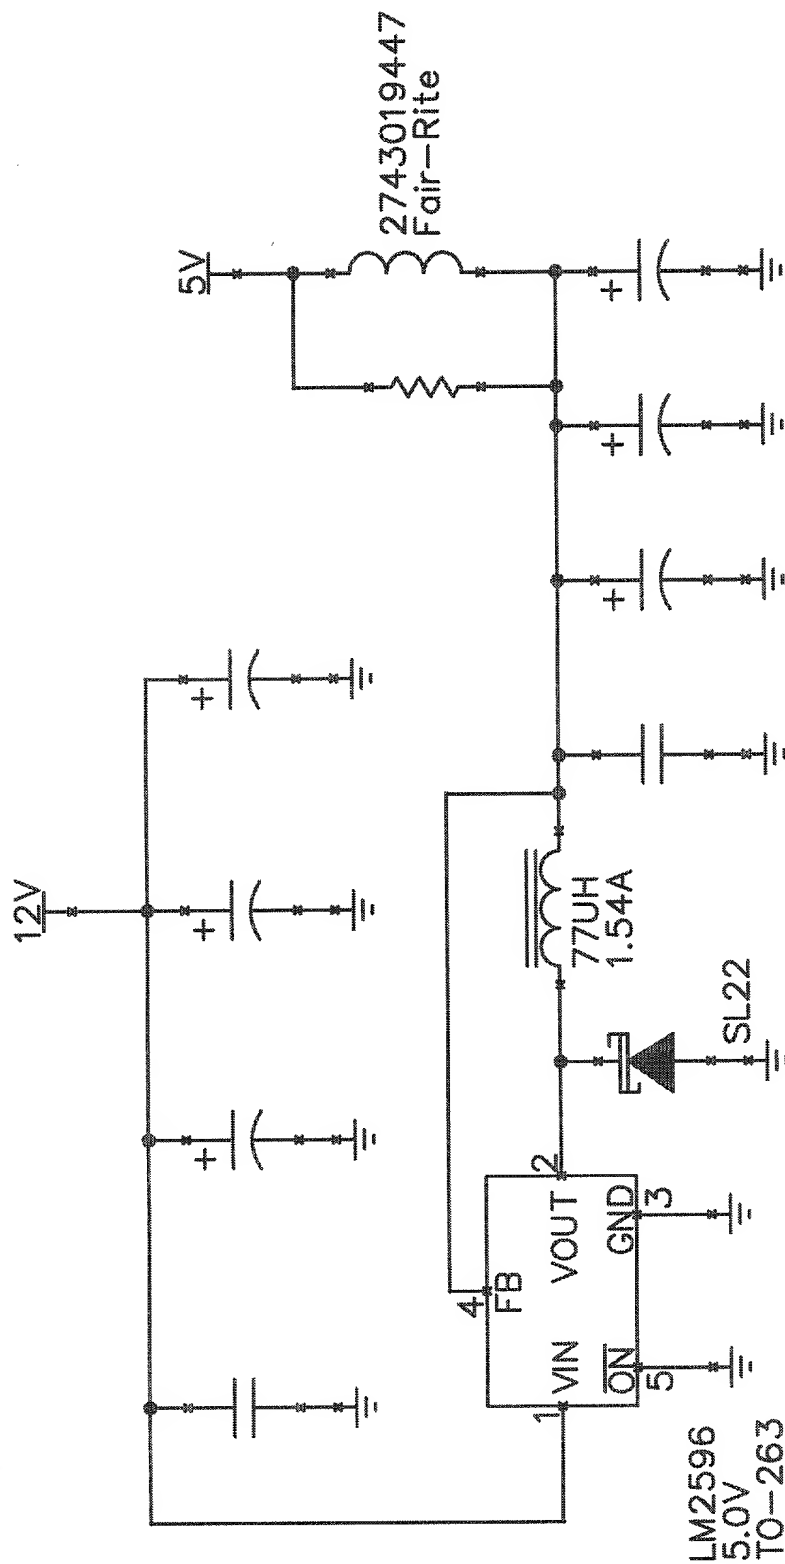 12V
5V
2743019447
Fair-Rite
+
+
+
4
FB
1
VIN
VOUT
2
ON
GND
5
3
77UH
1.54A
SL22
+
+
+
LM2596
5.0V
TO-263